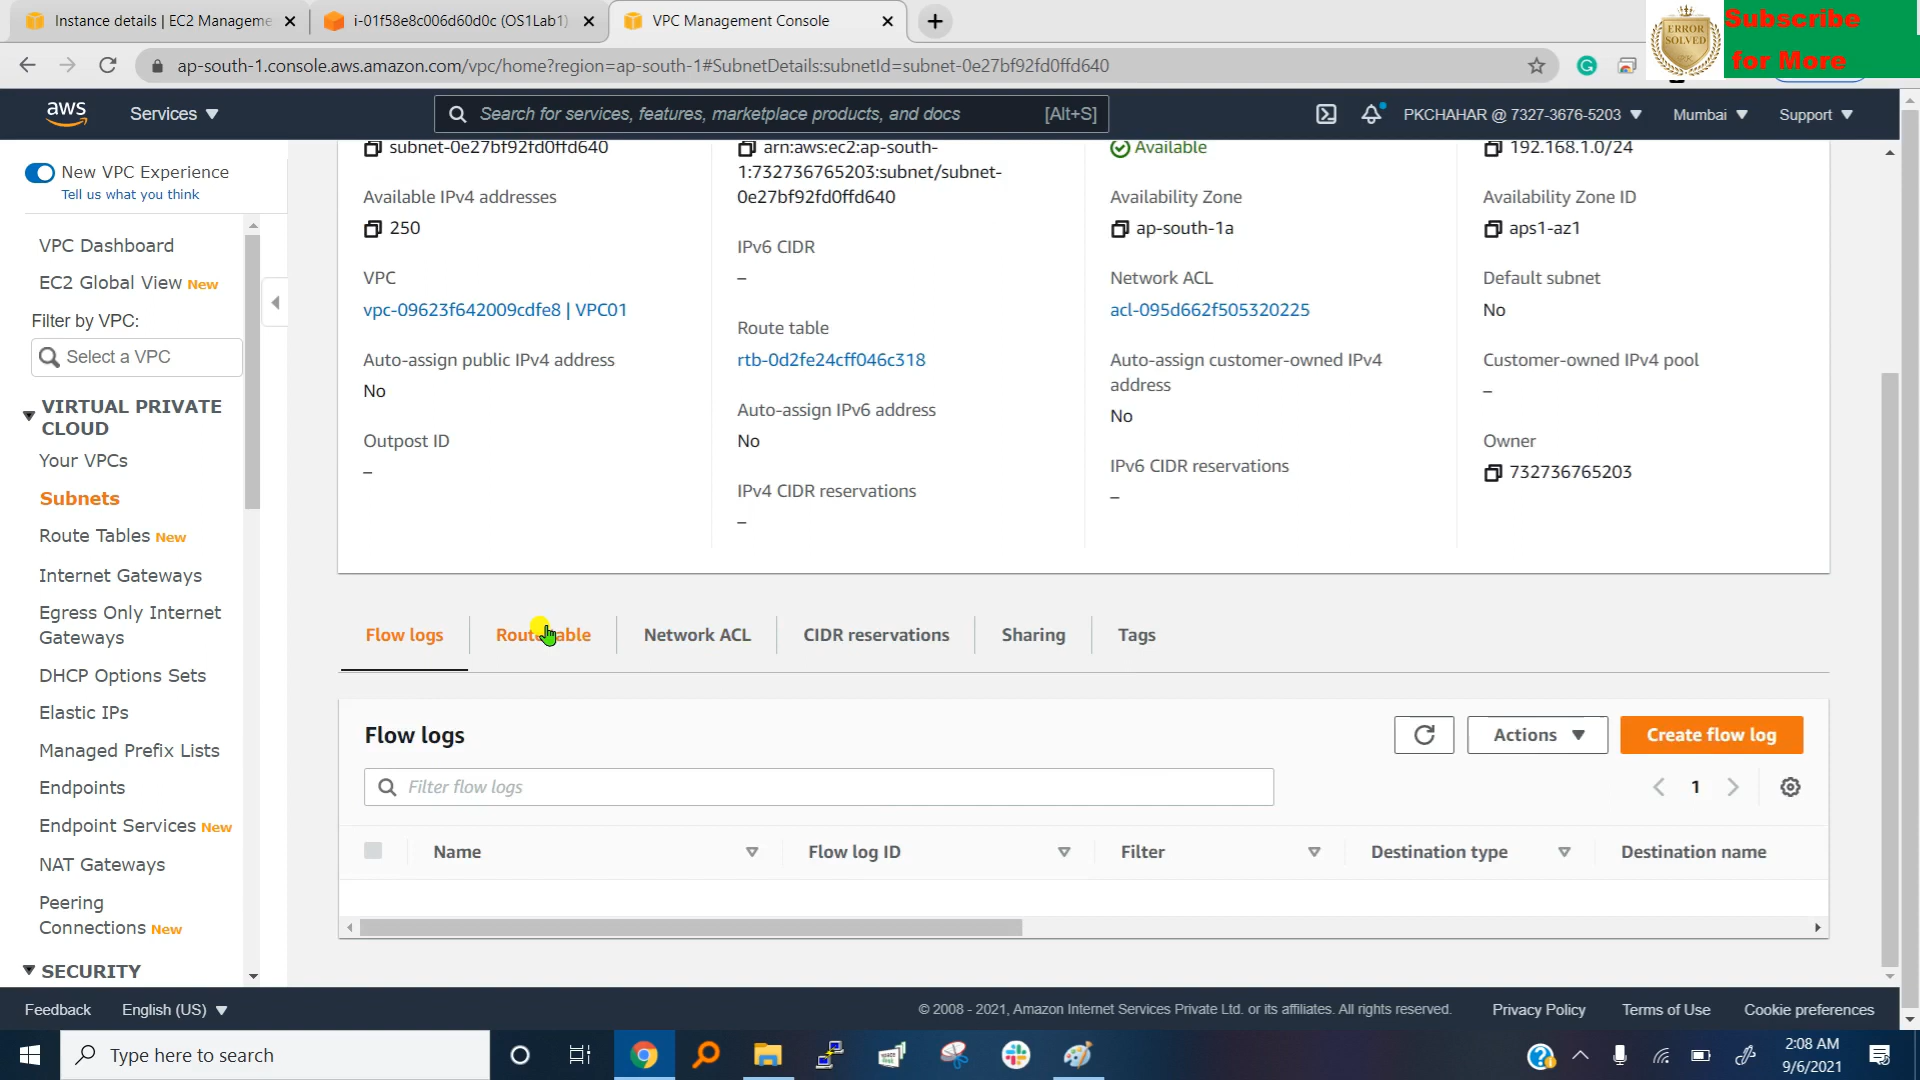 Instance details | EC2 Manageme
i-01f58e8c006d60d0c (OS1Lab1)
VPC Management Console
ERROR SOLVED
Subscribe
for More
ap-south-1.console.aws.amazon.com/vpc/home?region=ap-south-1#SubnetDetails:subnetId=subnet-0e27bf92fd0ffd640
aws
Services
Search for services, features, marketplace products, and docs
[Alt+S]
PKCHAHAR @ 7327-3676-5203
Mumbai
Support
New VPC Experience
Tell us what you think
VPC Dashboard
EC2 Global View New
Filter by VPC:
Select a VPC
VIRTUAL PRIVATE
CLOUD
Your VPCs
Subnets
Route Tables New
Internet Gateways
Egress Only Internet
Gateways
DHCP Options Sets
Elastic IPs
Managed Prefix Lists
Endpoints
Endpoint Services New
NAT Gateways
Peering
Connections New
SECURITY
subnet-0e27bf92fd0ffd640
Available IPv4 addresses
250
VPC
vpc-09623f642009cdfe8 | VPC01
Auto-assign public IPv4 address
No
Outpost ID
–
arn:aws:ec2:ap-south-
1:732736765203:subnet/subnet-
0e27bf92fd0ffd640
IPv6 CIDR
–
Route table
rtb-0d2fe24cff046c318
Auto-assign IPv6 address
No
IPv4 CIDR reservations
–
Available
Availability Zone
ap-south-1a
Network ACL
acl-095d662f505320225
Auto-assign customer-owned IPv4
address
No
IPv6 CIDR reservations
–
192.168.1.0/24
Availability Zone ID
aps1-az1
Default subnet
No
Customer-owned IPv4 pool
–
Owner
732736765203
Flow logs
Route table
Network ACL
CIDR reservations
Sharing
Tags
Flow logs
Actions
Create flow log
Filter flow logs
1
Name
Flow log ID
Filter
Destination type
Destination name
Feedback
English (US)
© 2008 - 2021, Amazon Internet Services Private Ltd. or its affiliates. All rights reserved.
Privacy Policy
Terms of Use
Cookie preferences
Type here to search
2:08 AM
9/6/2021